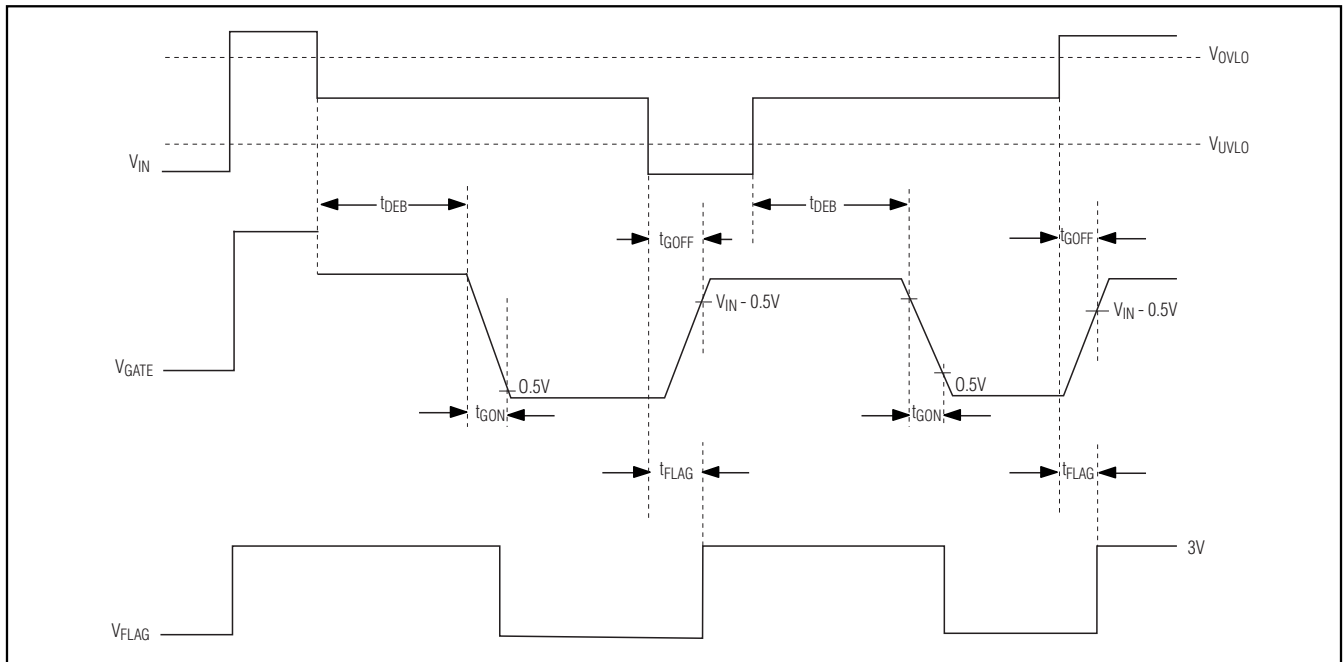 VOVLO
VUVLO
VIN
tDEB
tDEB
tGOFF
tGOFF
VIN - 0.5V
VIN - 0.5V
VGATE
0.5V
0.5V
tGON
tGON
tFLAG
tFLAG
3V
VFLAG